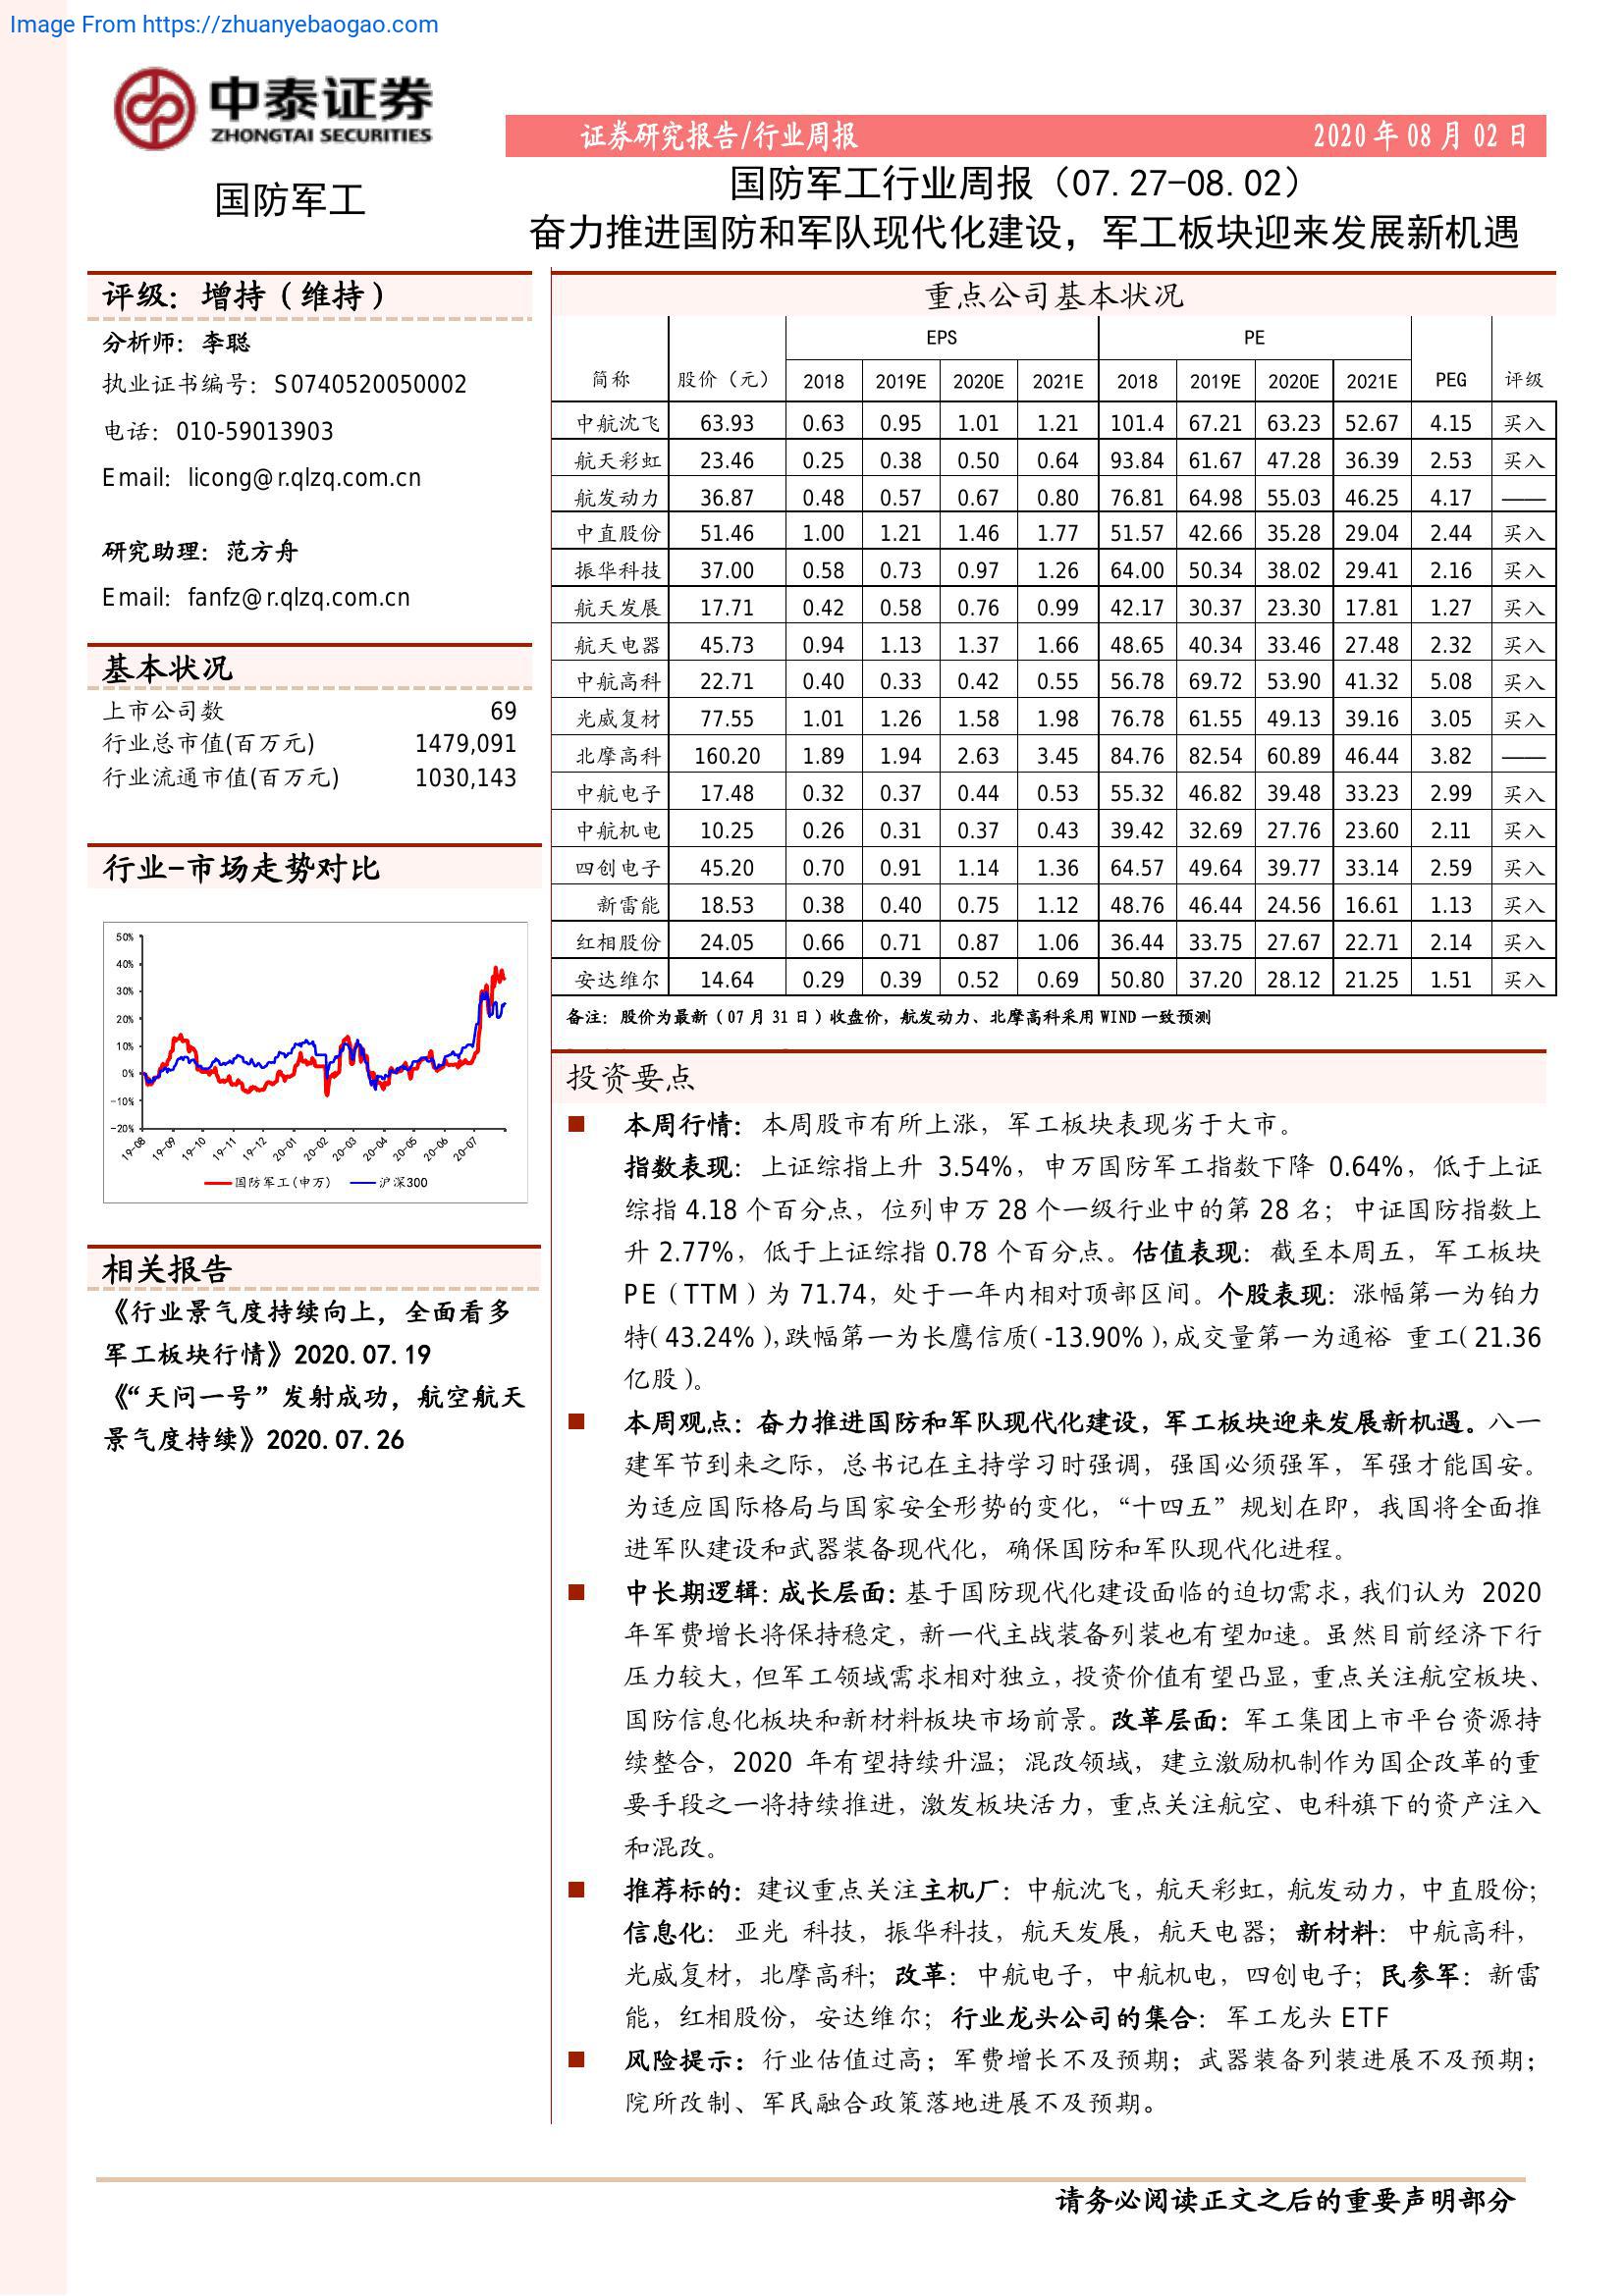 Image From https://zhuanyebaogao.com
中泰证券
ZHONGTAI SECURITIES
证券研究报告/行业周报 2020年08月02日
国防军工
国防军工行业周报（07.27-08.02）
奋力推进国防和军队现代化建设，军工板块迎来发展新机遇
评级：增持（维持）
分析师：李聪
执业证书编号：S0740520050002
电话：010-59013903
Email：licong@r.qlzq.com.cn
研究助理：范方舟
Email：fanfz@r.qlzq.com.cn
基本状况
上市公司数 69
行业总市值(百万元) 1479,091
行业流通市值(百万元) 1030,143
行业-市场走势对比
50%
40%
30%
20%
10%
0%
-10%
-20%
19-08 19-09 19-10 19-11 19-12 20-01 20-02 20-03 20-04 20-05 20-06 20-07
国防军工(申万) 沪深300
相关报告
《行业景气度持续向上，全面看多
军工板块行情》2020.07.19
《“天问一号”发射成功，航空航天
景气度持续》2020.07.26
重点公司基本状况
EPS PE
简称 股价（元） 2018 2019E 2020E 2021E 2018 2019E 2020E 2021E PEG 评级
中航沈飞 63.93 0.63 0.95 1.01 1.21 101.4 67.21 63.23 52.67 4.15 买入
航天彩虹 23.46 0.25 0.38 0.50 0.64 93.84 61.67 47.28 36.39 2.53 买入
航发动力 36.87 0.48 0.57 0.67 0.80 76.81 64.98 55.03 46.25 4.17 ——
中直股份 51.46 1.00 1.21 1.46 1.77 51.57 42.66 35.28 29.04 2.44 买入
振华科技 37.00 0.58 0.73 0.97 1.26 64.00 50.34 38.02 29.41 2.16 买入
航天发展 17.71 0.42 0.58 0.76 0.99 42.17 30.37 23.30 17.81 1.27 买入
航天电器 45.73 0.94 1.13 1.37 1.66 48.65 40.34 33.46 27.48 2.32 买入
中航高科 22.71 0.40 0.33 0.42 0.55 56.78 69.72 53.90 41.32 5.08 买入
光威复材 77.55 1.01 1.26 1.58 1.98 76.78 61.55 49.13 39.16 3.05 买入
北摩高科 160.20 1.89 1.94 2.63 3.45 84.76 82.54 60.89 46.44 3.82 ——
中航电子 17.48 0.32 0.37 0.44 0.53 55.32 46.82 39.48 33.23 2.99 买入
中航机电 10.25 0.26 0.31 0.37 0.43 39.42 32.69 27.76 23.60 2.11 买入
四创电子 45.20 0.70 0.91 1.14 1.36 64.57 49.64 39.77 33.14 2.59 买入
新雷能 18.53 0.38 0.40 0.75 1.12 48.76 46.44 24.56 16.61 1.13 买入
红相股份 24.05 0.66 0.71 0.87 1.06 36.44 33.75 27.67 22.71 2.14 买入
安达维尔 14.64 0.29 0.39 0.52 0.69 50.80 37.20 28.12 21.25 1.51 买入
备注：股价为最新（07月31日）收盘价，航发动力、北摩高科采用WIND一致预测
投资要点
本周行情：本周股市有所上涨，军工板块表现劣于大市。
指数表现：上证综指上升 3.54%，申万国防军工指数下降 0.64%，低于上证
综指 4.18 个百分点，位列申万 28 个一级行业中的第 28 名；中证国防指数上
升 2.77%，低于上证综指 0.78 个百分点。估值表现：截至本周五，军工板块
PE（TTM）为 71.74，处于一年内相对顶部区间。个股表现：涨幅第一为铂力
特(43.24%),跌幅第一为长鹰信质(-13.90%),成交量第一为通裕 重工(21.36
亿股)。
本周观点：奋力推进国防和军队现代化建设，军工板块迎来发展新机遇。八一
建军节到来之际，总书记在主持学习时强调，强国必须强军，军强才能国安。
为适应国际格局与国家安全形势的变化，“十四五”规划在即，我国将全面推
进军队建设和武器装备现代化，确保国防和军队现代化进程。
中长期逻辑：成长层面：基于国防现代化建设面临的迫切需求，我们认为 2020
年军费增长将保持稳定，新一代主战装备列装也有望加速。虽然目前经济下行
压力较大，但军工领域需求相对独立，投资价值有望凸显，重点关注航空板块、
国防信息化板块和新材料板块市场前景。改革层面：军工集团上市平台资源持
续整合，2020 年有望持续升温；混改领域，建立激励机制作为国企改革的重
要手段之一将持续推进，激发板块活力，重点关注航空、电科旗下的资产注入
和混改。
推荐标的：建议重点关注主机厂：中航沈飞，航天彩虹，航发动力，中直股份；
信息化：亚光 科技，振华科技，航天发展，航天电器；新材料：中航高科，
光威复材，北摩高科；改革：中航电子，中航机电，四创电子；民参军：新雷
能，红相股份，安达维尔；行业龙头公司的集合：军工龙头 ETF
风险提示：行业估值过高；军费增长不及预期；武器装备列装进展不及预期；
院所改制、军民融合政策落地进展不及预期。
请务必阅读正文之后的重要声明部分